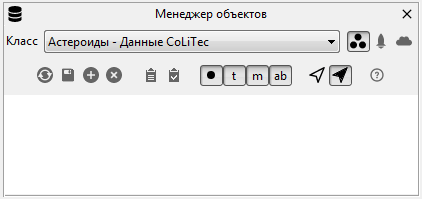 Менеджер объектов
Класс Астероиды - Данные CoLiTec
t m ab ?